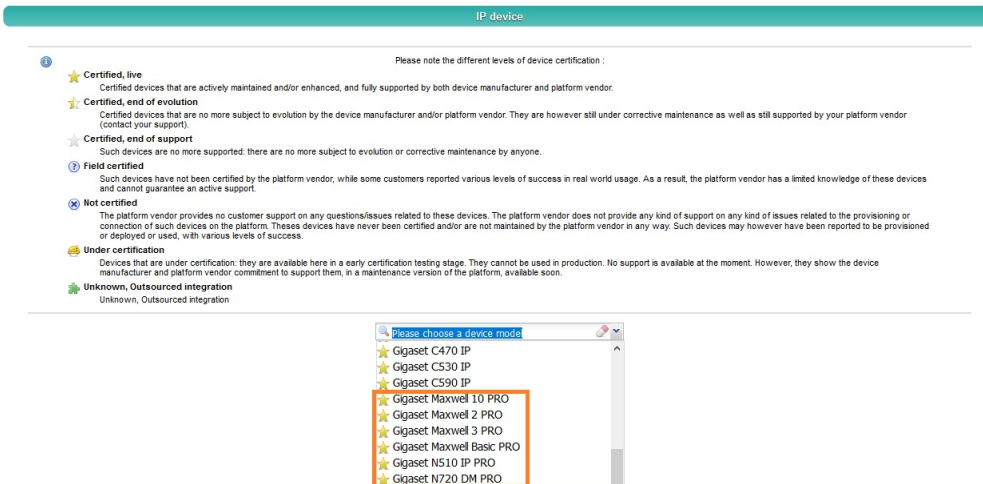 IP device
Please note the different levels of device certification :
Certified, live
Certified devices that are actively maintained and/or enhanced, and fully supported by both device manufacturer and platform vendor.
Certified, end of evolution
Certified devices that are no more subject to evolution by the device manufacturer and/or platform vendor. They are however still under corrective maintenance as well as still supported by your platform vendor
(contact your support).
Certified, end of support
Such devices are no more supported: there are no more subject to evolution or corrective maintenance by anyone.
Field certified
Such devices have not been certified by the platform vendor, while some customers reported various levels of success in real world usage. As a result, the platform vendor has a limited knowledge of these devices
and cannot guarantee an active support.
Not certified
The platform vendor provides no customer support on any questions/issues related to these devices. The platform vendor does not provide any kind of support on any kind of issues related to the provisioning or
connection of such devices on the platform. Theses devices have never been certified and/or are not maintained by the platform vendor in any way. Such devices may however have been reported to be provisioned
or deployed or used, with various levels of success.
Under certification
Devices that are under certification: they are available here in a early certification testing stage. They cannot be used in production. No support is available at the moment. However, they show the device
manufacturer and platform vendor commitment to support them, in a maintenance version of the platform, available soon.
Unknown, Outsourced integration
Unknown, Outsourced integration
Please choose a device model
Gigaset C470 IP
Gigaset C530 IP
Gigaset C590 IP
Gigaset Maxwell 10 PRO
Gigaset Maxwell 2 PRO
Gigaset Maxwell 3 PRO
Gigaset Maxwell Basic PRO
Gigaset N510 IP PRO
Gigaset N720 DM PRO